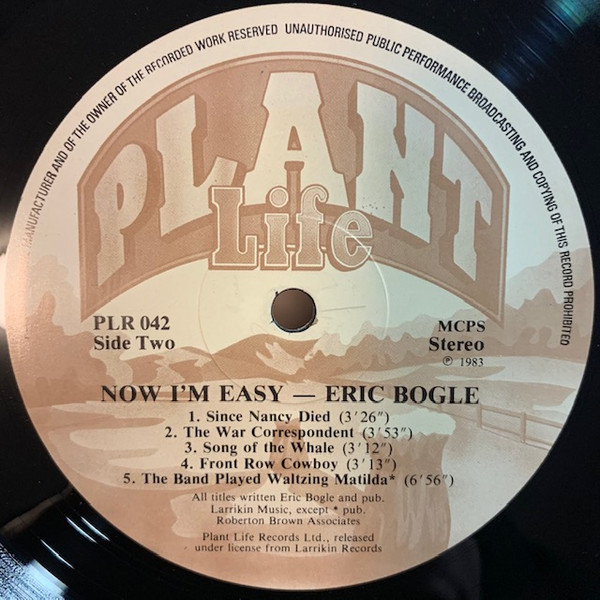 MANUFACTURER AND OF THE OWNER OF THE RECORDED WORK RESERVED UNAUTHORISED PUBLIC PERFORMANCE BROADCASTING AND COPYING OF THIS RECORD PROHIBITED
PLANT
Life
PLR 042
Side Two
MCPS
Stereo
℗ 1983
NOW I'M EASY — ERIC BOGLE
1. Since Nancy Died (3'26")
2. The War Correspondent (3'53")
3. Song of the Whale (3'12")
4. Front Row Cowboy (3'13")
5. The Band Played Waltzing Matilda* (6'56")
All titles written Eric Bogle and pub.
Larrikin Music, except * pub.
Roberton Brown Associates
Plant Life Records Ltd., released
under license from Larrikin Records